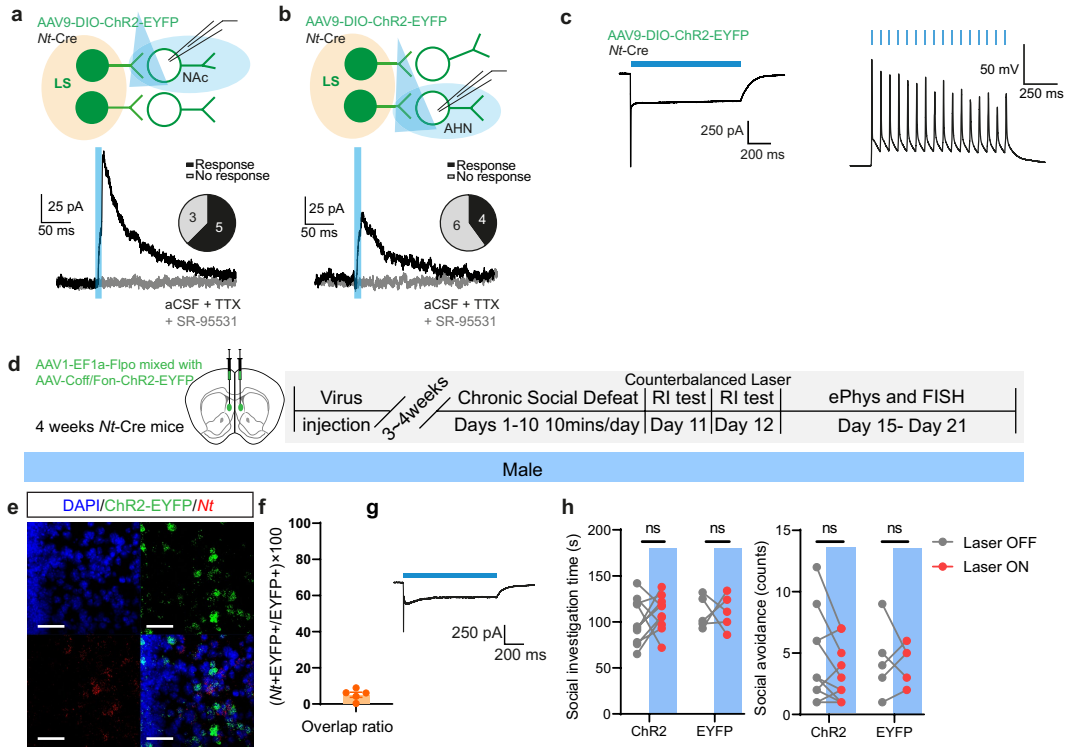 a
AAV9-DIO-ChR2-EYFP
Nt-Cre
LS
NAc
Response
No response
3
5
25 pA
50 ms
aCSF + TTX
+ SR-95531
b
AAV9-DIO-ChR2-EYFP
Nt-Cre
LS
AHN
Response
No response
6
4
25 pA
50 ms
aCSF + TTX
+ SR-95531
c
AAV9-DIO-ChR2-EYFP
Nt-Cre
250 pA
200 ms
50 mV
250 ms
d
AAV1-EF1a-Flpo mixed with
AAV-Coff/Fon-ChR2-EYFP
4 weeks Nt-Cre mice
Virus
injection
3~4weeks
Chronic Social Defeat
Days 1-10 10mins/day
Counterbalanced Laser
RI test
Day 11
RI test
Day 12
ePhys and FISH
Day 15- Day 21
Male
e
DAPI/ChR2-EYFP/Nt
f
(Nt+EYFP+/EYFP+)×100
100
80
60
40
20
0
Overlap ratio
g
250 pA
200 ms
h
Social investigation time (s)
200
150
100
50
0
ns
ns
ChR2
EYFP
Social avoidance (counts)
15
10
5
0
ns
ns
ChR2
EYFP
Laser OFF
Laser ON